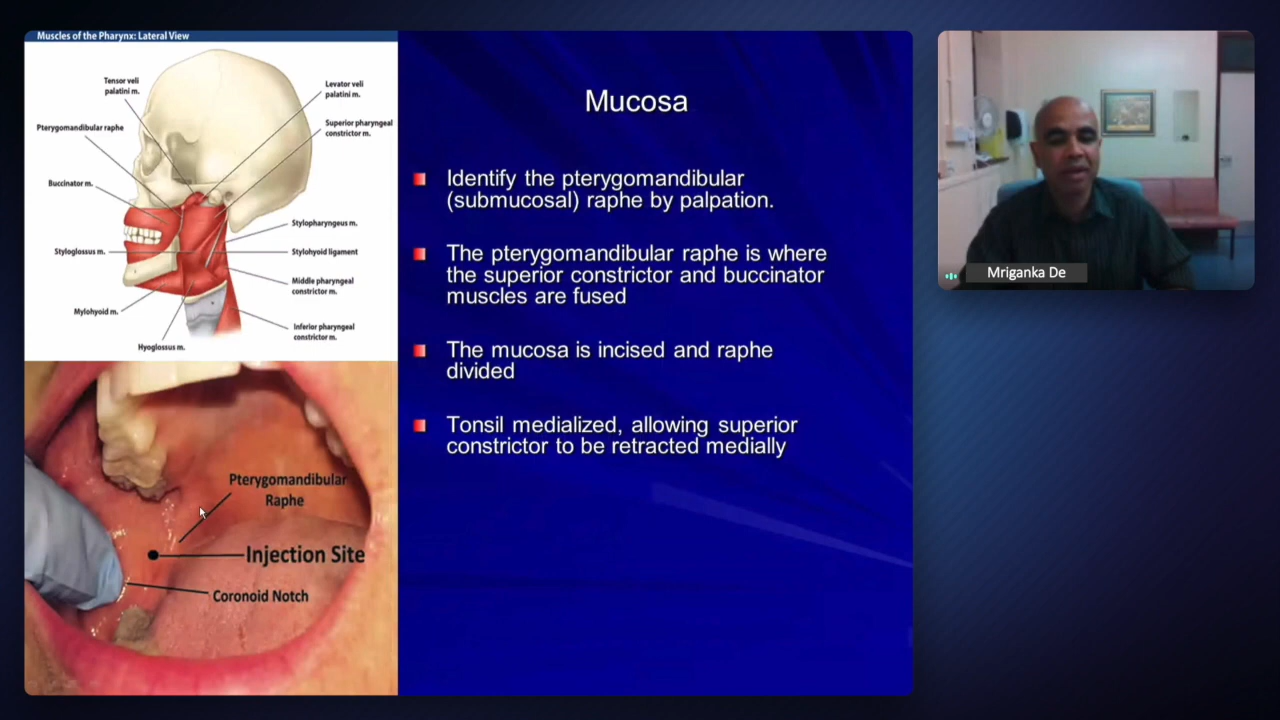 Muscles of the Pharynx: Lateral View
Tensor veli
palatini m.
Levator veli
palatini m.
Pterygomandibular raphe
Superior pharyngeal
constrictor m.
Buccinator m.
Stylopharyngeus m.
Styloglossus m.
Stylohyoid ligament
Middle pharyngeal
constrictor m.
Mylohyoid m.
Inferior pharyngeal
constrictor m.
Hyoglossus m.
Pterygomandibular
Raphe
Injection Site
Coronoid Notch
Mucosa
Identify the pterygomandibular
(submucosal) raphe by palpation.
The pterygomandibular raphe is where
the superior constrictor and buccinator
muscles are fused
The mucosa is incised and raphe
divided
Tonsil medialized, allowing superior
constrictor to be retracted medially
Mriganka De